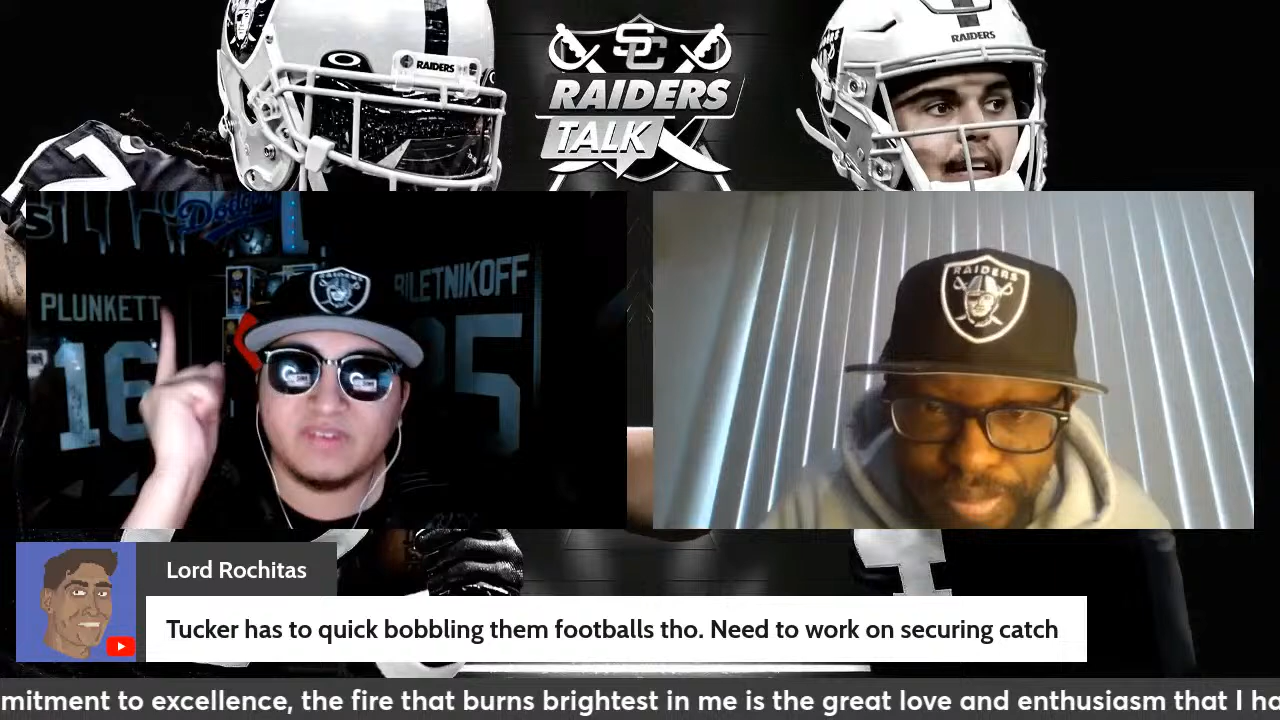 RAIDERS
RAIDERS
SC
RAIDERS
TALK
Dodgers
PLUNKETT
16
BILETNIKOFF
25
RAIDERS
RAIDERS
Lord Rochitas
Tucker has to quick bobbling them footballs tho. Need to work on securing catch
mitment to excellence, the fire that burns brightest in me is the great love and enthusiasm that I ha